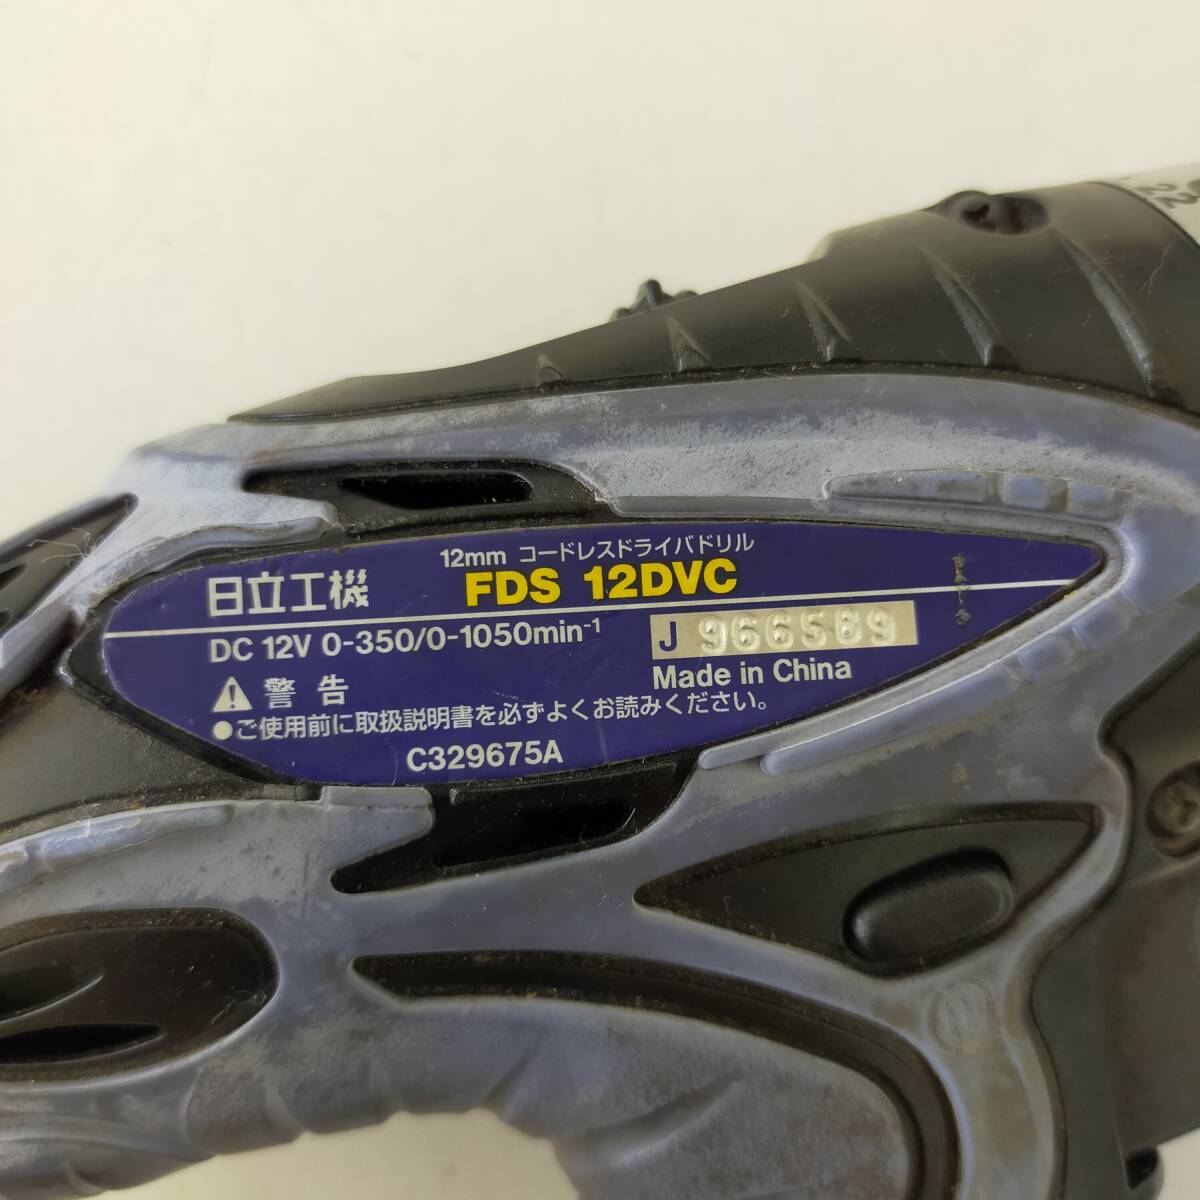 12mm コードレスドライバドリル
日立工機 FDS 12DVC
DC 12V 0-350/0-1050min⁻¹
J 966589
Made in China
⚠警告
●ご使用前に取扱説明書を必ずよくお読みください。
C329675A
22